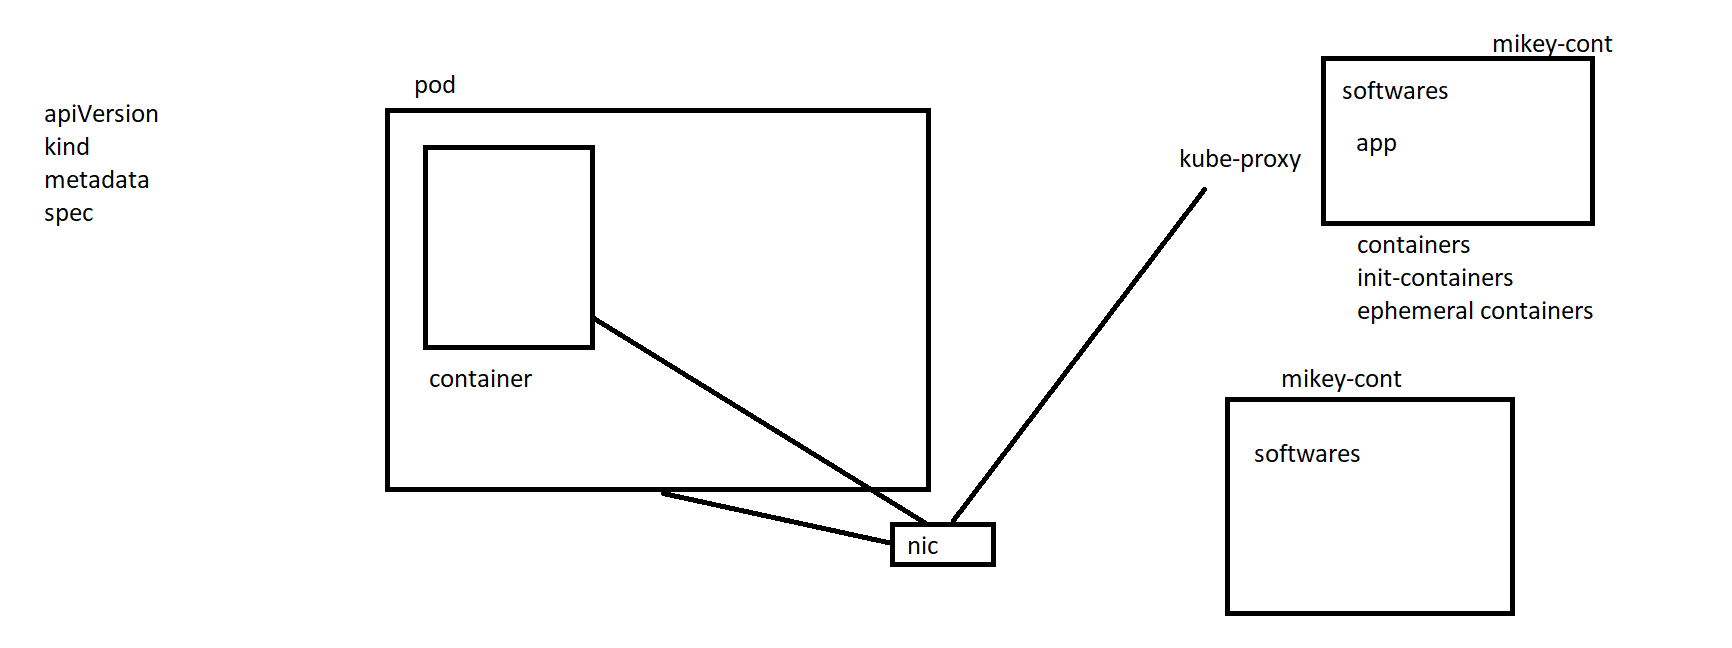 apiVersion
kind
metadata
spec
pod
container
nic
kube-proxy
mikey-cont
softwares
app
containers
init-containers
ephemeral containers
mikey-cont
softwares